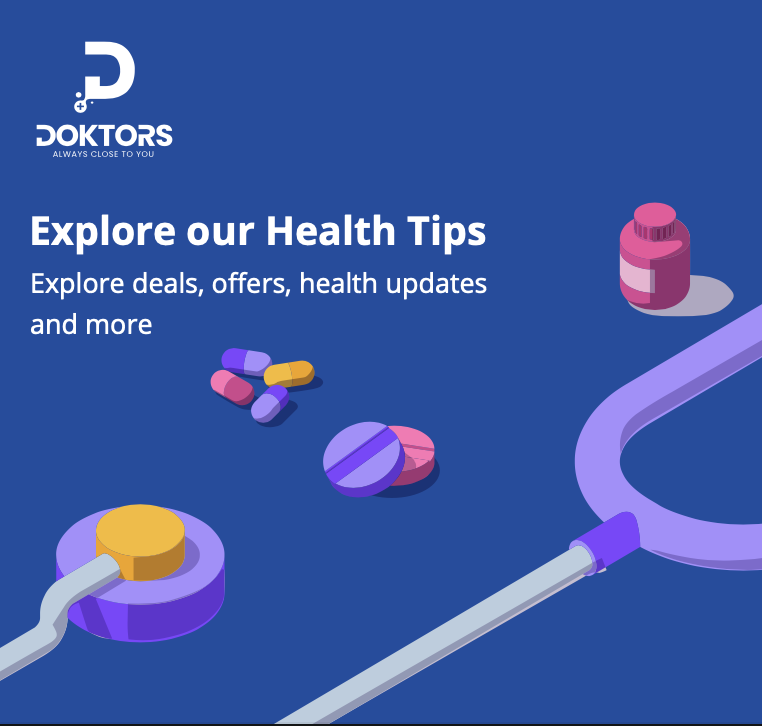 DOKTORS
ALWAYS CLOSE TO YOU
Explore our Health Tips
Explore deals, offers, health updates
and more